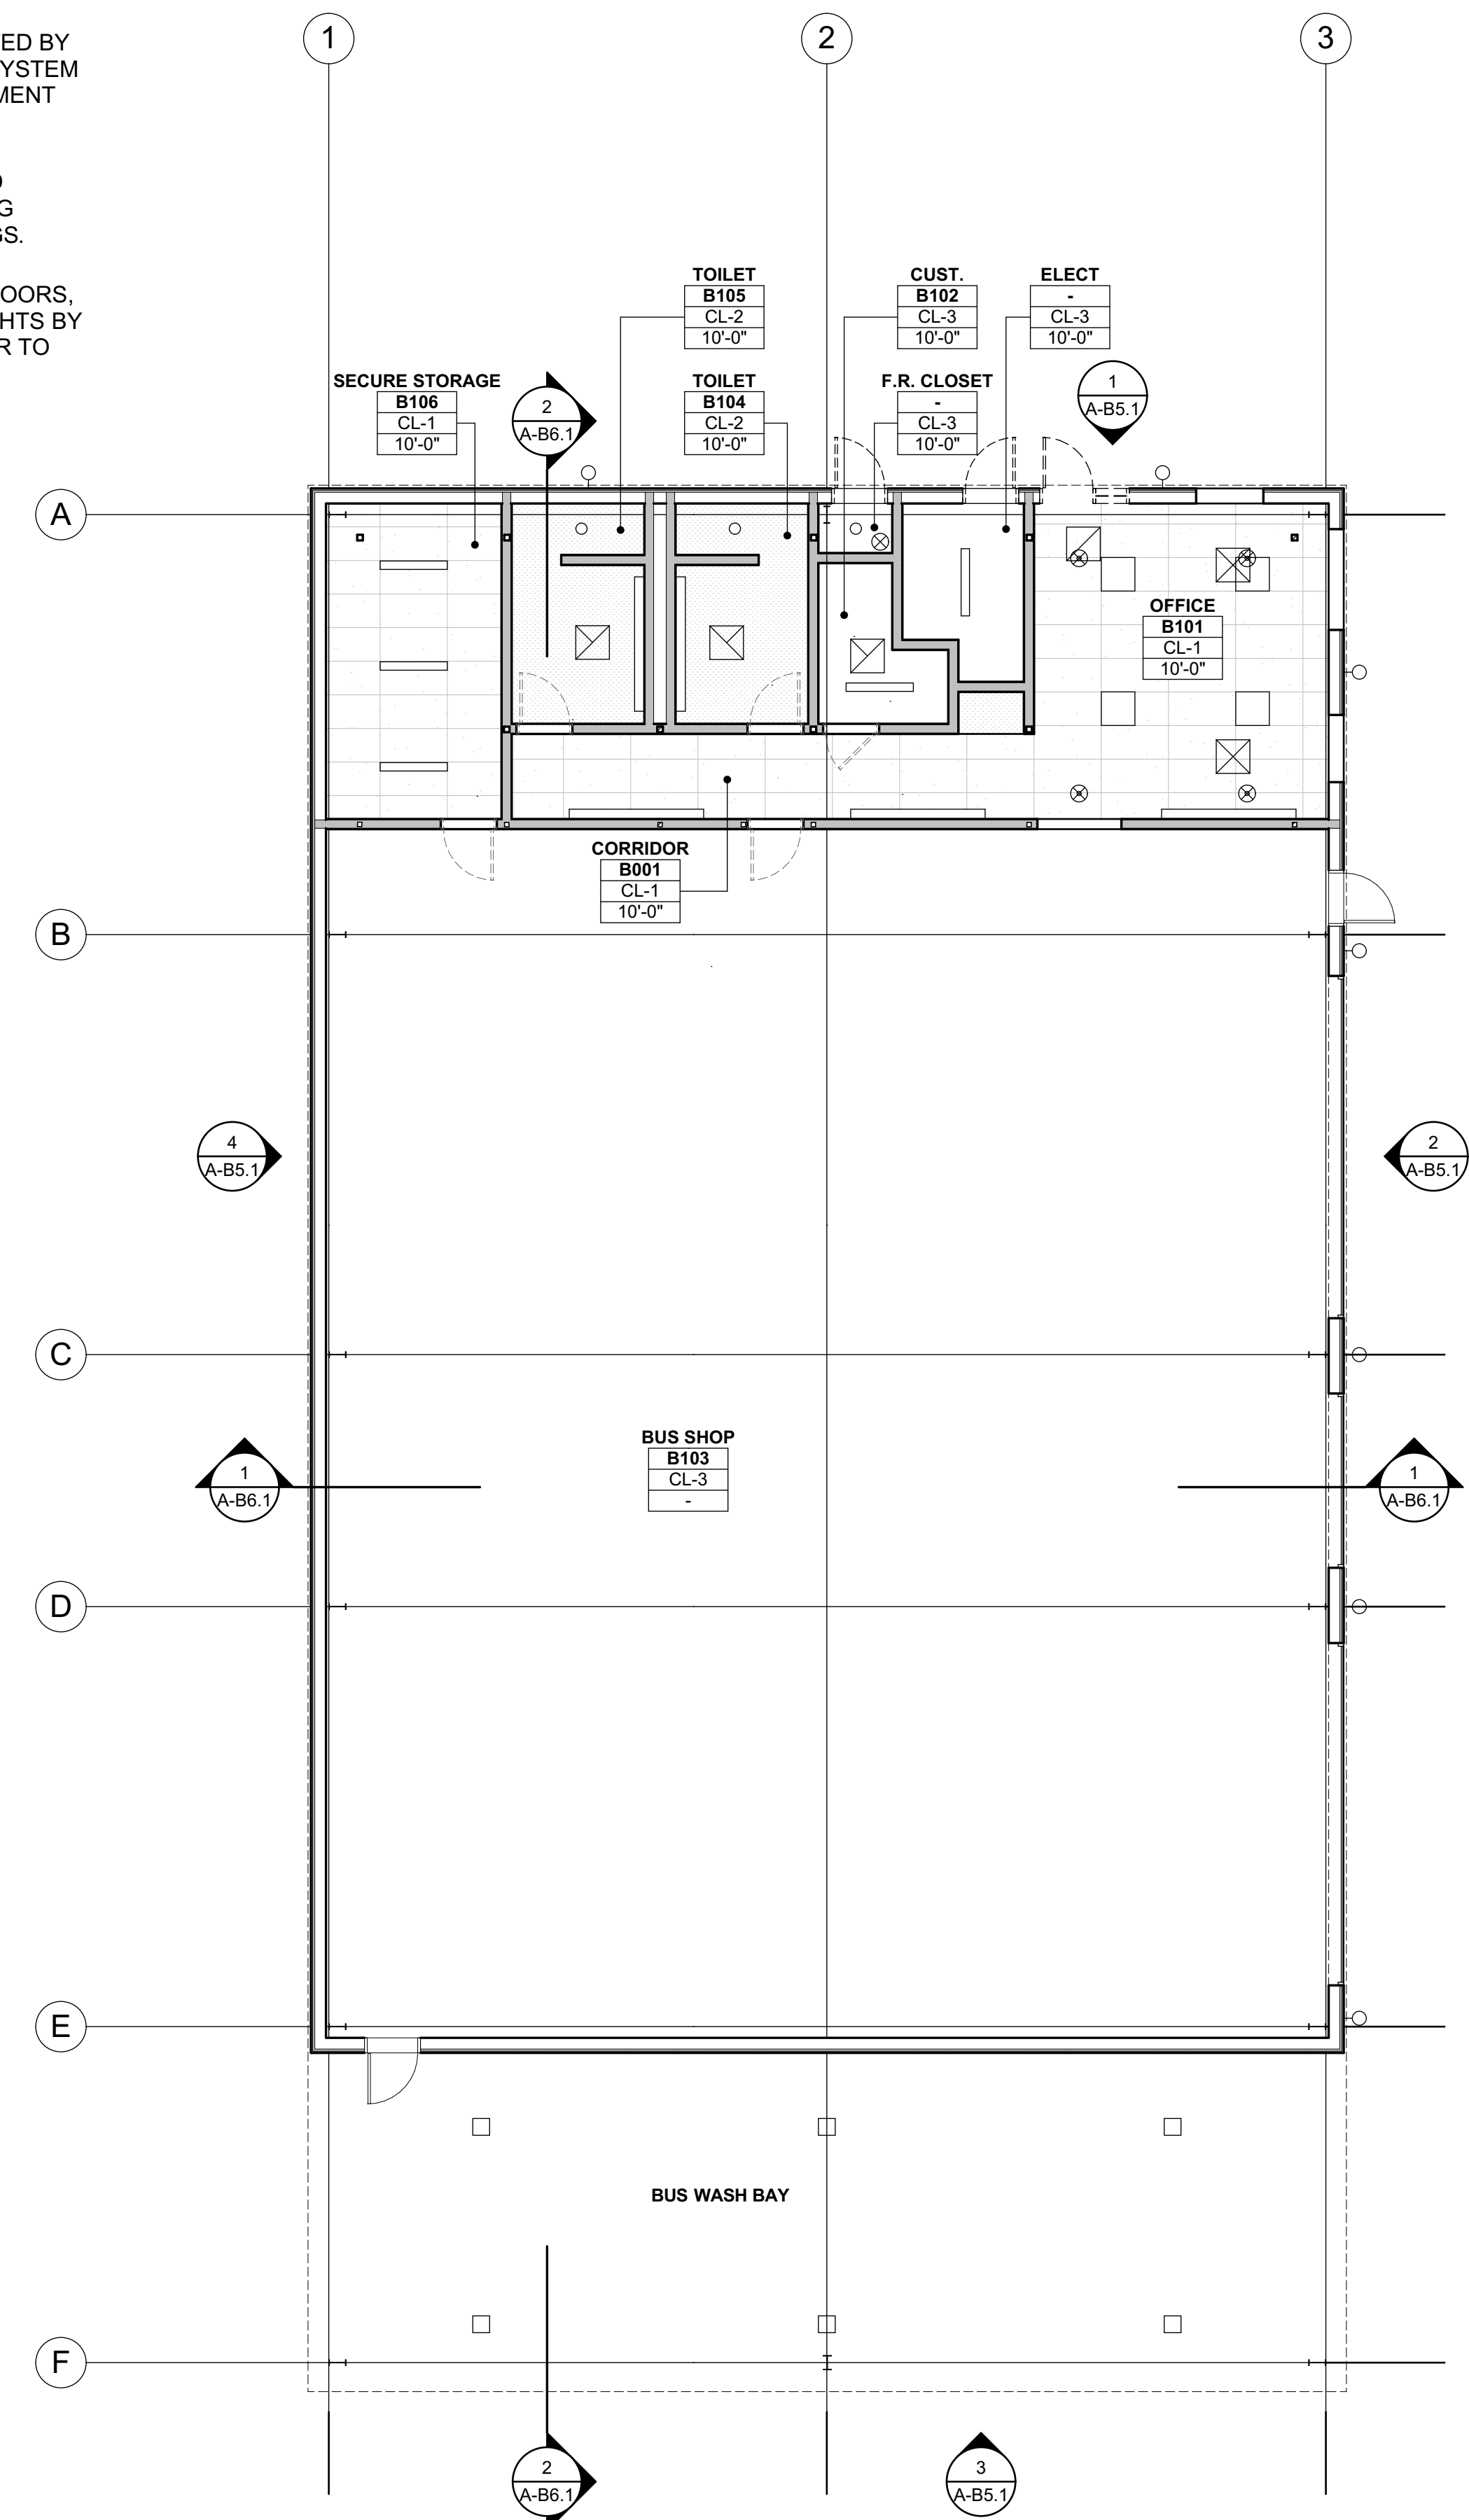 1
2
3
TED BY
YSTEM
MENT
G
GS.
OORS,
HTS BY
R TO
TOILET
B105
CL-2
10'-0"
CUST.
B102
CL-3
10'-0"
ELECT
-
CL-3
10'-0"
SECURE STORAGE
B106
CL-1
10'-0"
2
A-B6.1
TOILET
B104
CL-2
10'-0"
F.R. CLOSET
-
CL-3
10'-0"
1
A-B5.1
A
OFFICE
B101
CL-1
10'-0"
CORRIDOR
B001
CL-1
10'-0"
B
4
A-B5.1
2
A-B5.1
C
BUS SHOP
B103
CL-3
-
1
A-B6.1
1
A-B6.1
D
E
BUS WASH BAY
F
2
A-B6.1
3
A-B5.1